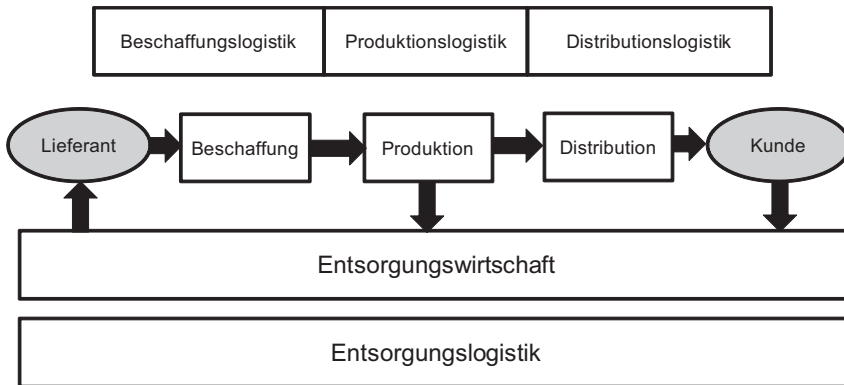 Beschaffungslogistik Produktionslogistik Distributionslogistik
Lieferant Beschaffung Produktion Distribution Kunde
Entsorgungswirtschaft
Entsorgungslogistik